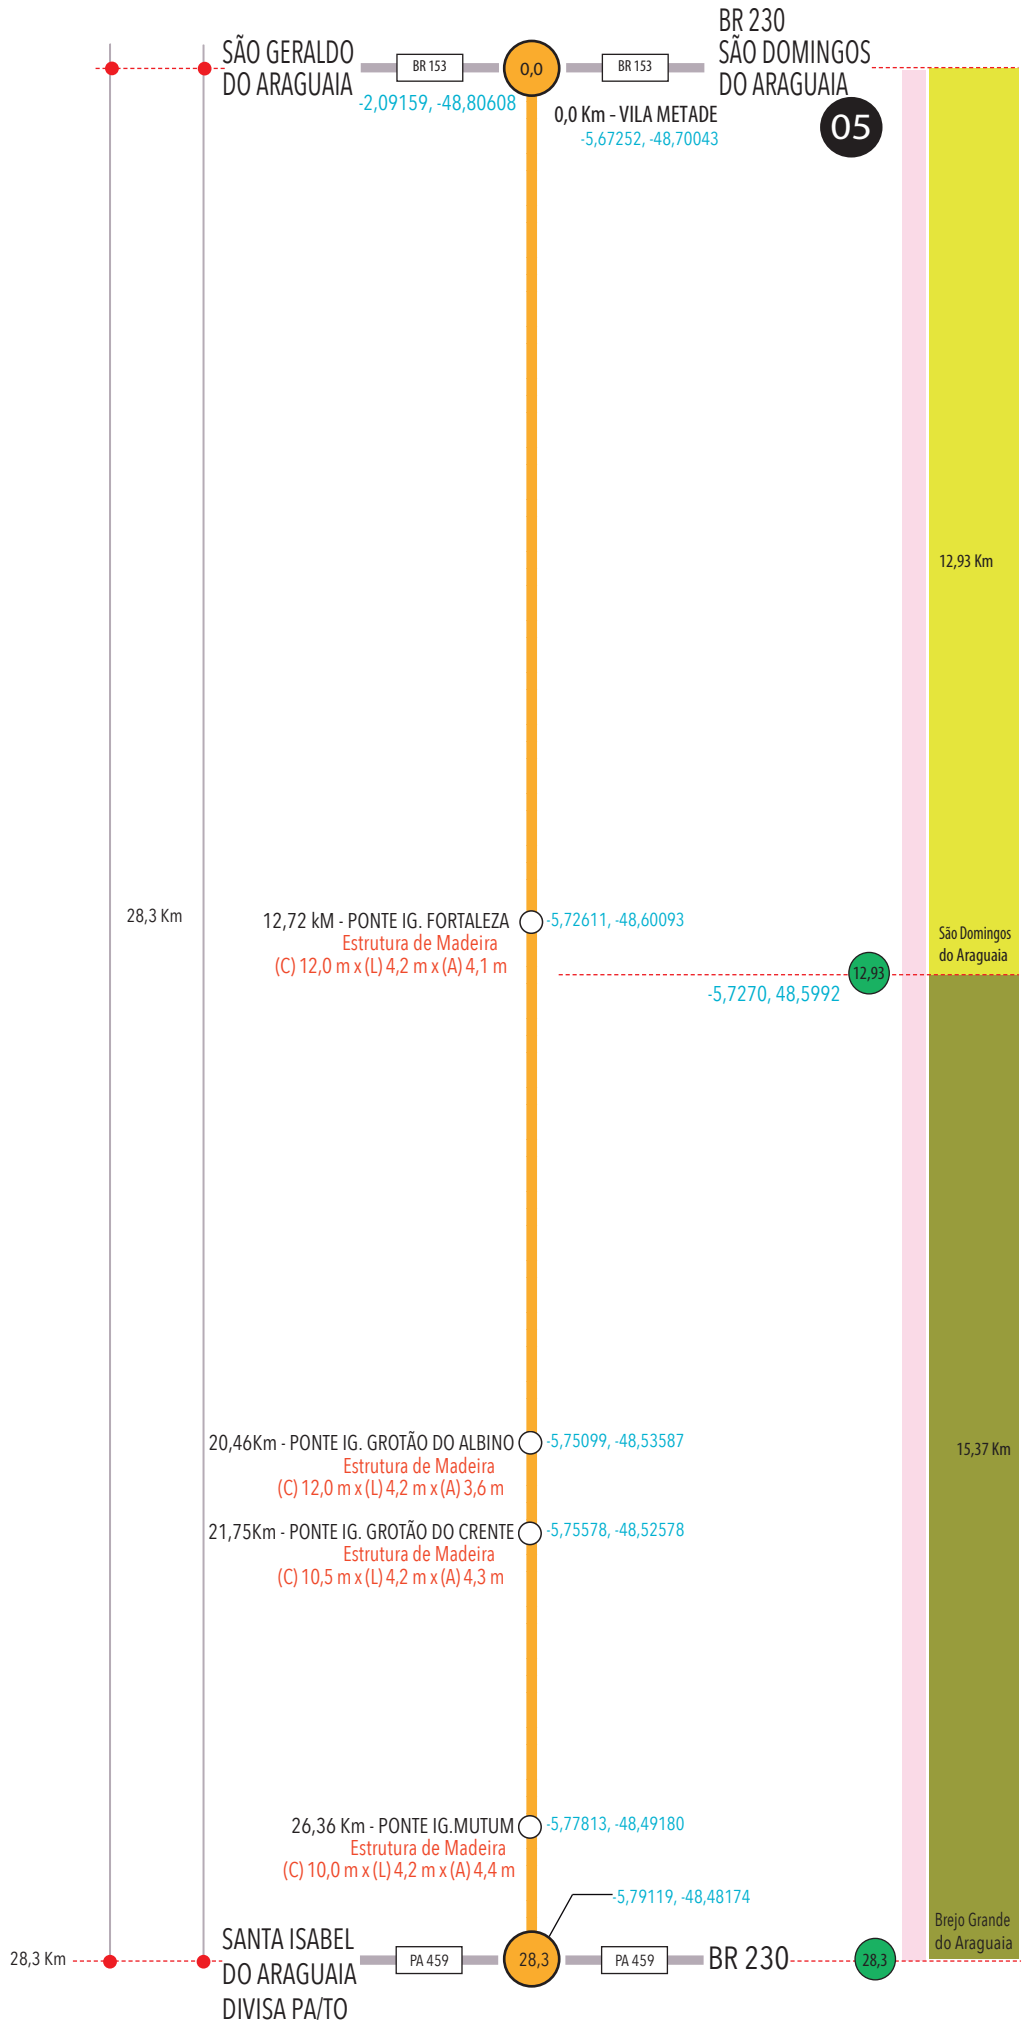 SÃO GERALDO
DO ARAGUAIA
-2,09159, -48,80608
BR 153
0,0
BR 153
BR 230
SÃO DOMINGOS
DO ARAGUAIA
0,0 Km - VILA METADE
-5,67252, -48,70043
05
12,93 Km
28,3 Km
12,72 kM - PONTE IG. FORTALEZA
Estrutura de Madeira
(C) 12,0 m x (L) 4,2 m x (A) 4,1 m
-5,72611, -48,60093
São Domingos
do Araguaia
12,93
-5,7270, 48,5992
20,46Km - PONTE IG. GROTÃO DO ALBINO
Estrutura de Madeira
(C) 12,0 m x (L) 4,2 m x (A) 3,6 m
-5,75099, -48,53587
15,37 Km
21,75Km - PONTE IG. GROTÃO DO CRENTE
Estrutura de Madeira
(C) 10,5 m x (L) 4,2 m x (A) 4,3 m
-5,75578, -48,52578
26,36 Km - PONTE IG.MUTUM
Estrutura de Madeira
(C) 10,0 m x (L) 4,2 m x (A) 4,4 m
-5,77813, -48,49180
-5,79119, -48,48174
Brejo Grande
do Araguaia
28,3 Km
SANTA ISABEL
DO ARAGUAIA
DIVISA PA/TO
PA 459
28,3
PA 459
BR 230
28,3